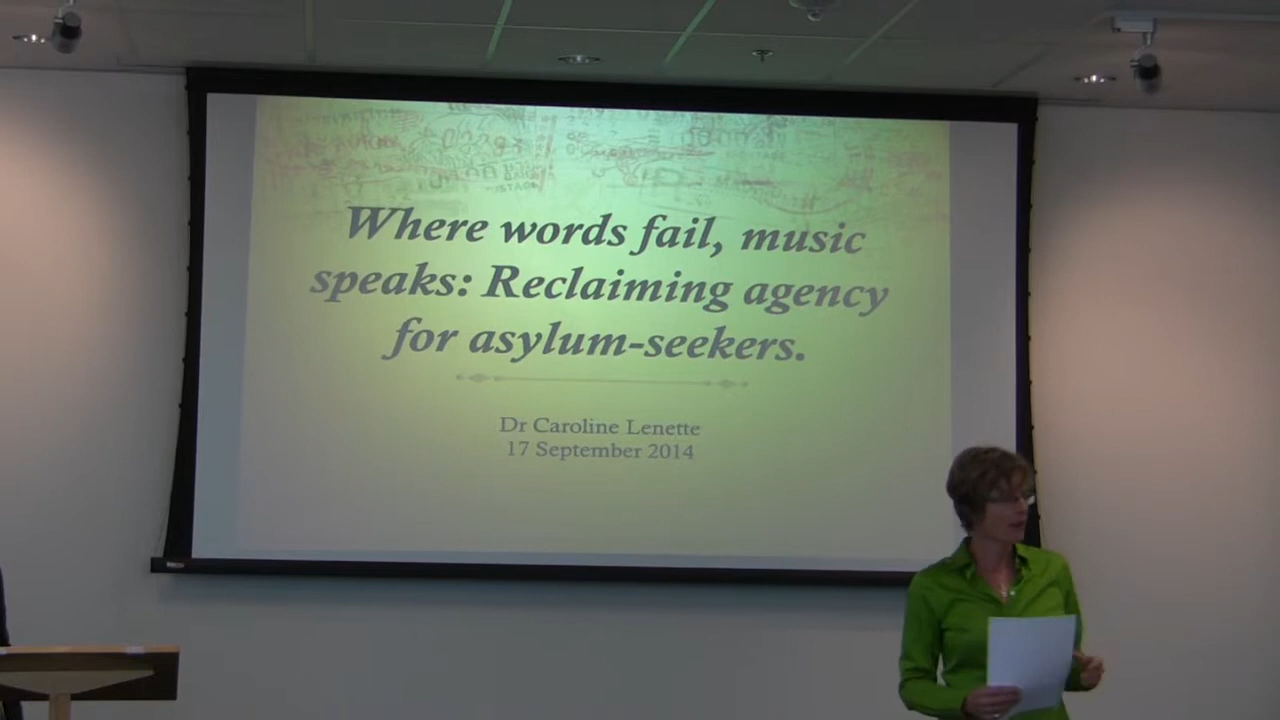 Where words fail, music
speaks: Reclaiming agency
for asylum-seekers.
Dr Caroline Lenette
17 September 2014